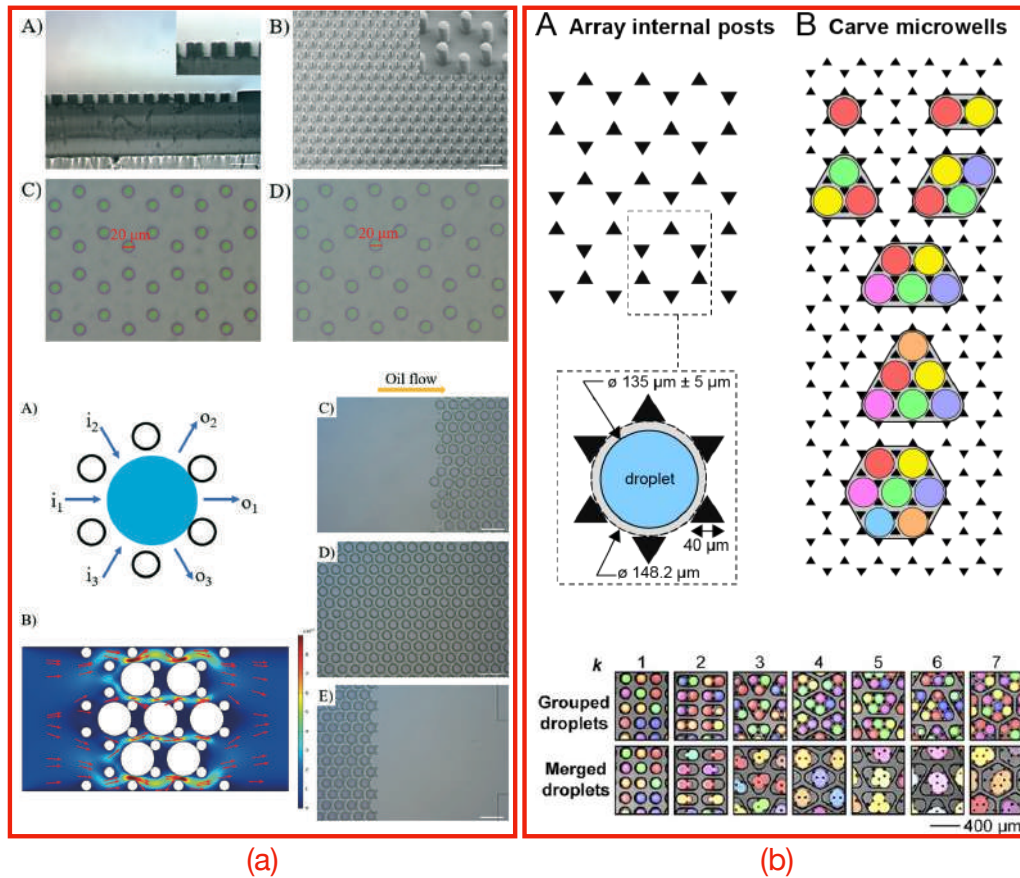 A)
B)
C)
20 μm
D)
20 μm
Oil flow
A)
i₂
o₂
i₁
o₁
i₃
o₃
B)
C)
D)
E)
(a)
A Array internal posts
ø 135 μm ± 5 μm
droplet
40 μm
ø 148.2 μm
B Carve microwells
k 1 2 3 4 5 6 7
Grouped
droplets
Merged
droplets
400 μm
(b)